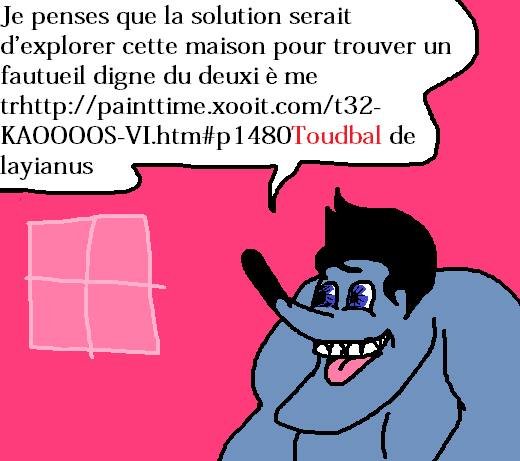 Je penses que la solution serait
d'explorer cette maison pour trouver un
fautueil digne du deuxi è me
trhttp://painttime.xooit.com/t32-
KAOOOOS-VI.htm#p1480Toudbal de
layianus